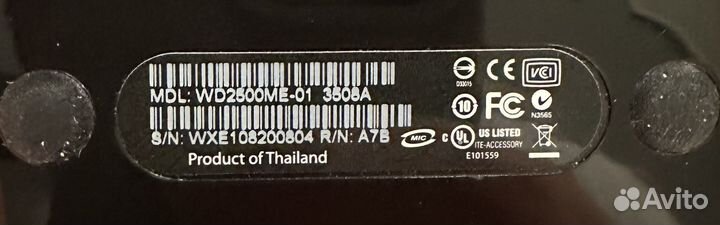 MDL: WD2500ME-01 3508A
S/N: WXE108200804 R/N: A7B
Product of Thailand
D33015
CE
VCI
10
FC
N3565
MIC
C UL US LISTED
ITE-ACCESSORY
E101559
Avito